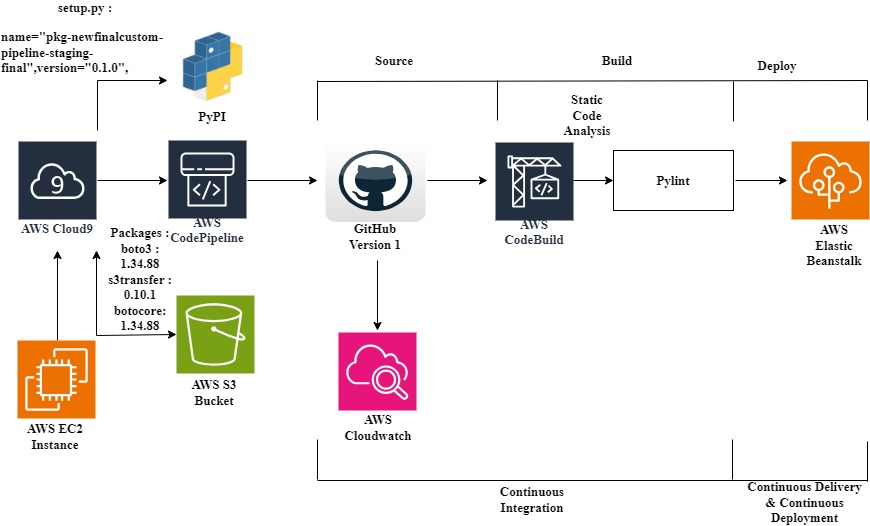 setup.py :
name="pkg-newfinalcustom-
pipeline-staging-
final",version="0.1.0",
PyPI
Source
Build
Deploy
Static
Code
Analysis
9
AWS Cloud9
</>
AWS
CodePipeline
GitHub
Version 1
</>
AWS
CodeBuild
Pylint
AWS
Elastic
Beanstalk
Packages :
boto3 :
1.34.88
s3transfer :
0.10.1
botocore:
1.34.88
AWS S3
Bucket
AWS EC2
Instance
AWS
Cloudwatch
Continuous
Integration
Continuous Delivery
& Continuous
Deployment